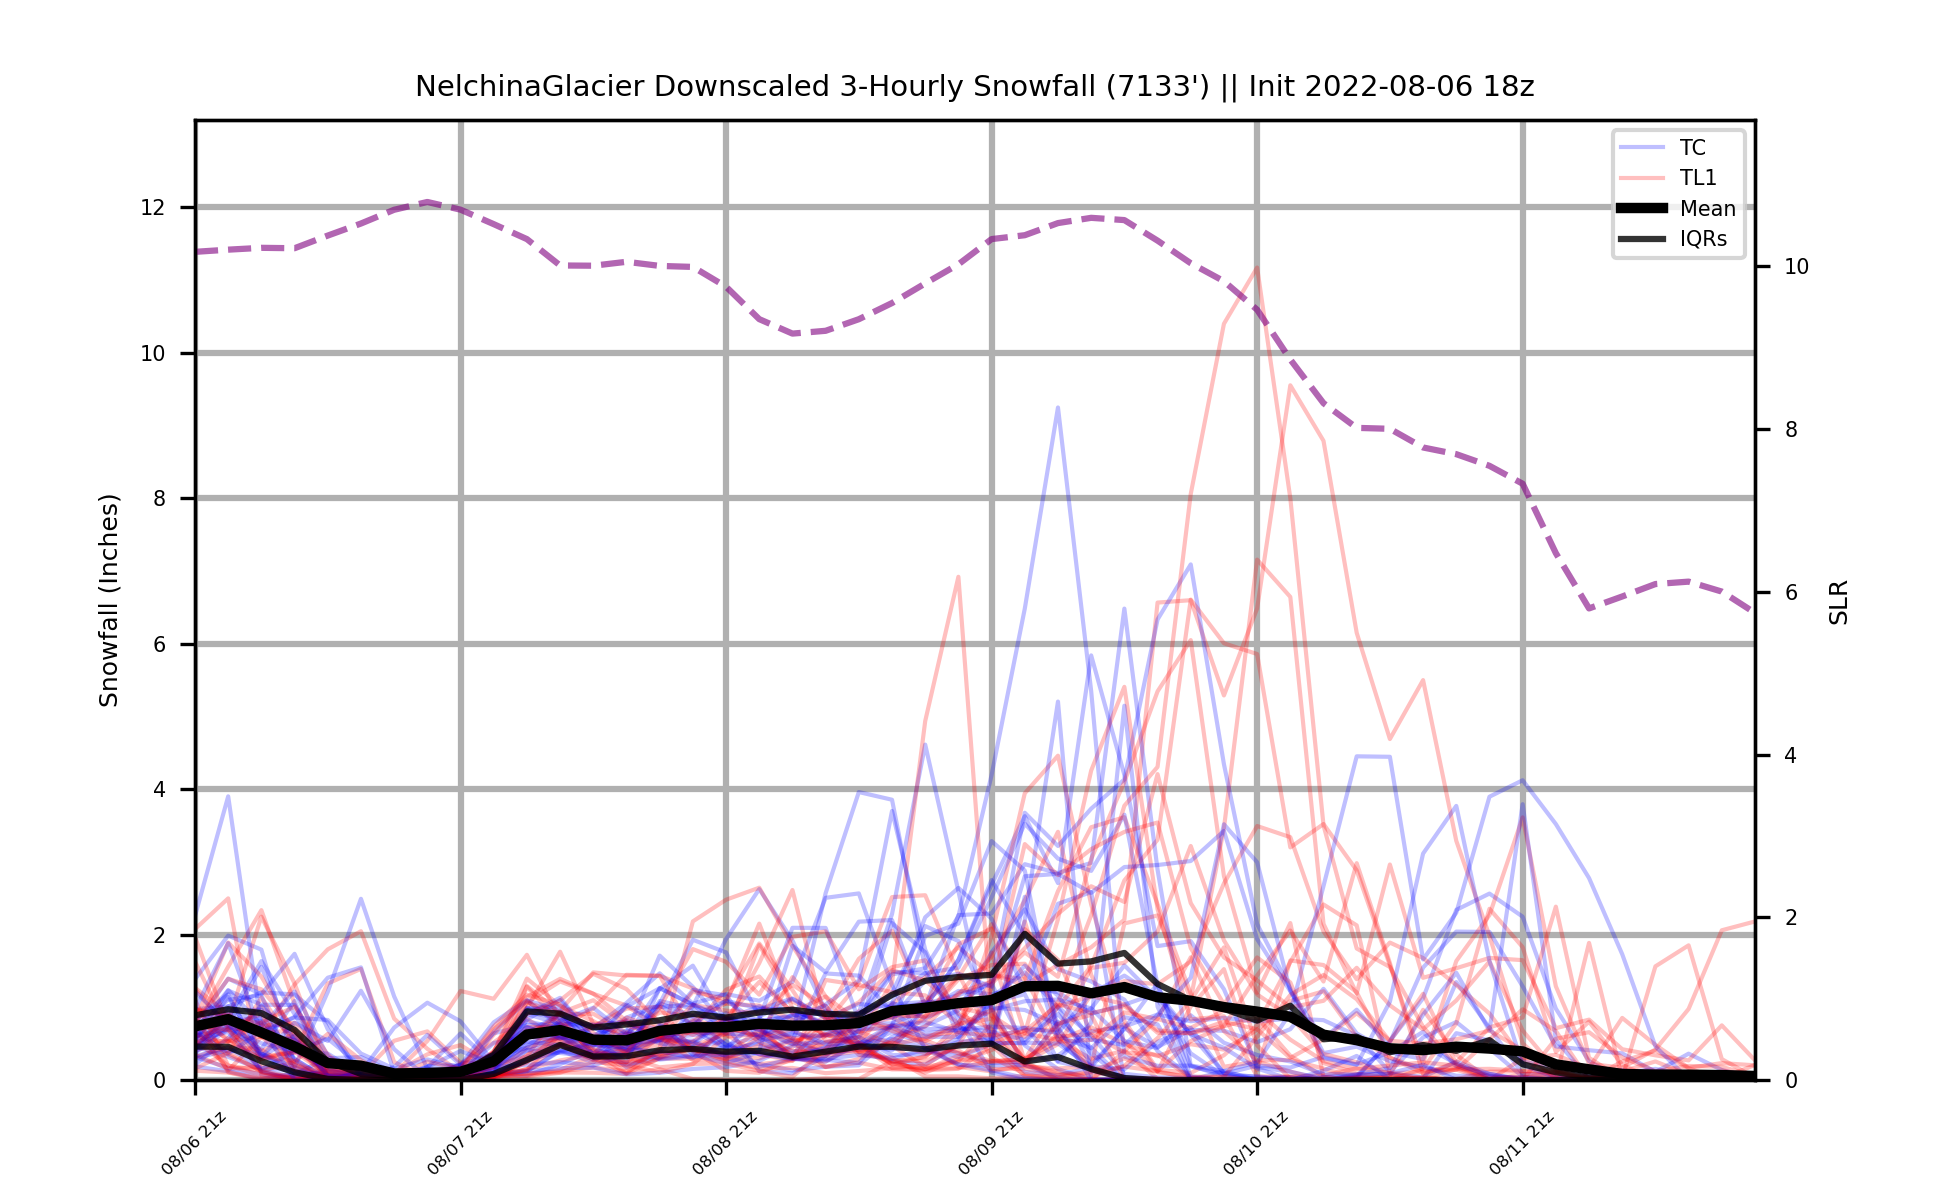 NelchinaGlacier Downscaled 3-Hourly Snowfall (7133') || Init 2022-08-06 18z
TC
TL1
Mean
IQRs
Snowfall (Inches)
12
10
8
6
4
2
0
SLR
10
8
6
4
2
0
08/06 21z
08/07 21z
08/08 21z
08/09 21z
08/10 21z
08/11 21z